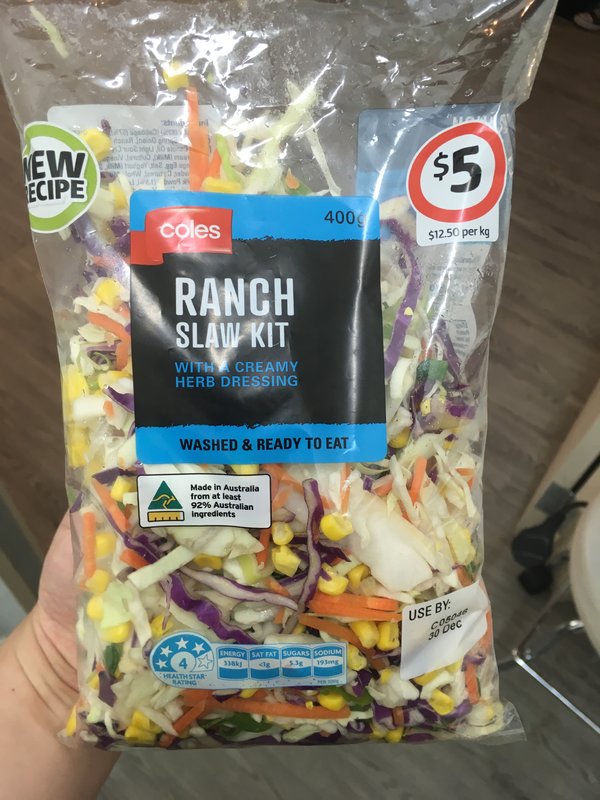 NEW
RECIPE
$5
$12.50 per kg
coles
400g
RANCH
SLAW KIT
WITH A CREAMY
HERB DRESSING
WASHED & READY TO EAT
Made in Australia
from at least
92% Australian
ingredients
USE BY:
30 Dec
4
HEALTH STAR
RATING
ENERGY
338kJ
SAT FAT
<1g
SUGARS
5.3g
SODIUM
193mg
PER 100g